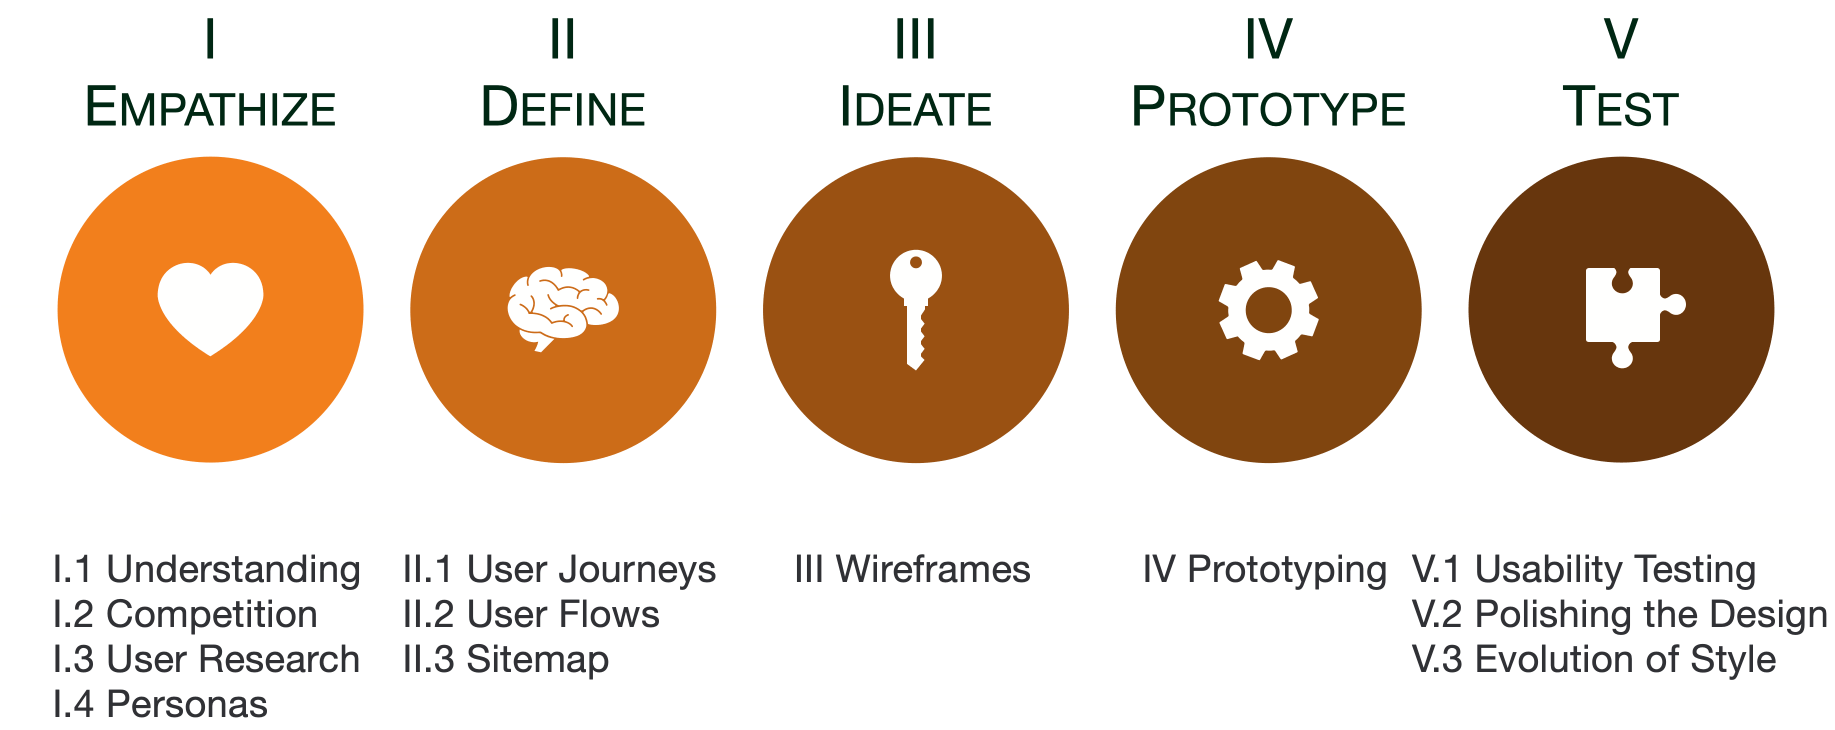 I
EMPATHIZE
II
DEFINE
III
IDEATE
IV
PROTOTYPE
V
TEST
I.1 Understanding
I.2 Competition
I.3 User Research
I.4 Personas
II.1 User Journeys
II.2 User Flows
II.3 Sitemap
III Wireframes
IV Prototyping
V.1 Usability Testing
V.2 Polishing the Design
V.3 Evolution of Style